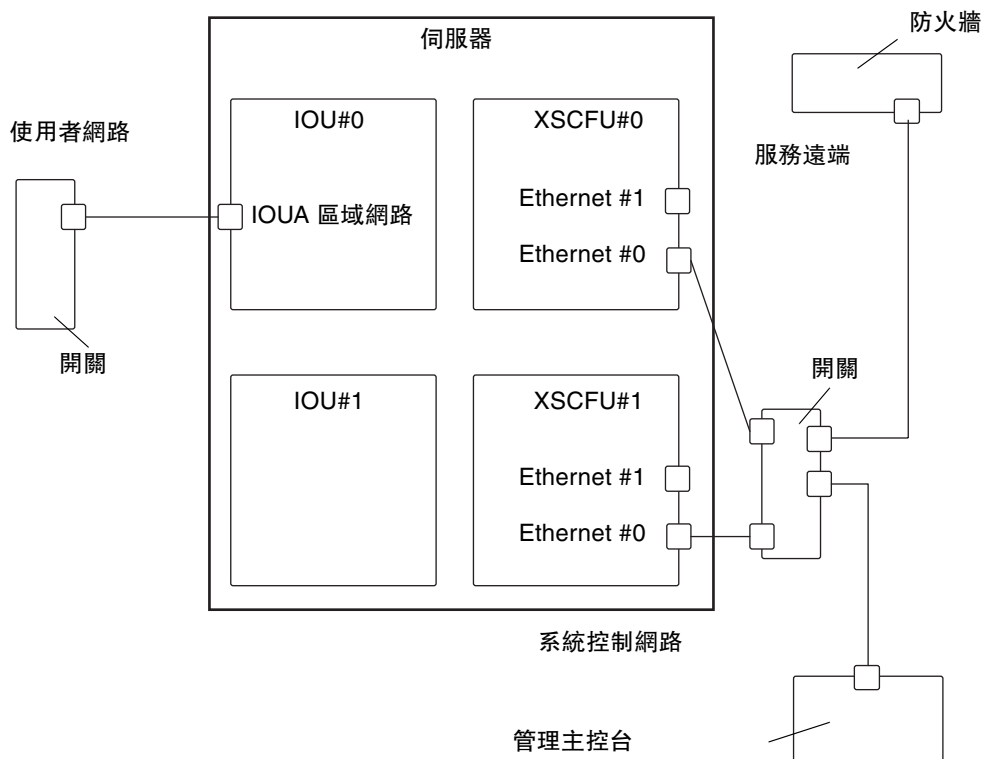 防火牆
伺服器
使用者網路
IOU#0
XSCFU#0
服務遠端
Ethernet #1
IOUA 區域網路
Ethernet #0
開關
開關
IOU#1
XSCFU#1
Ethernet #1
Ethernet #0
系統控制網路
管理主控台